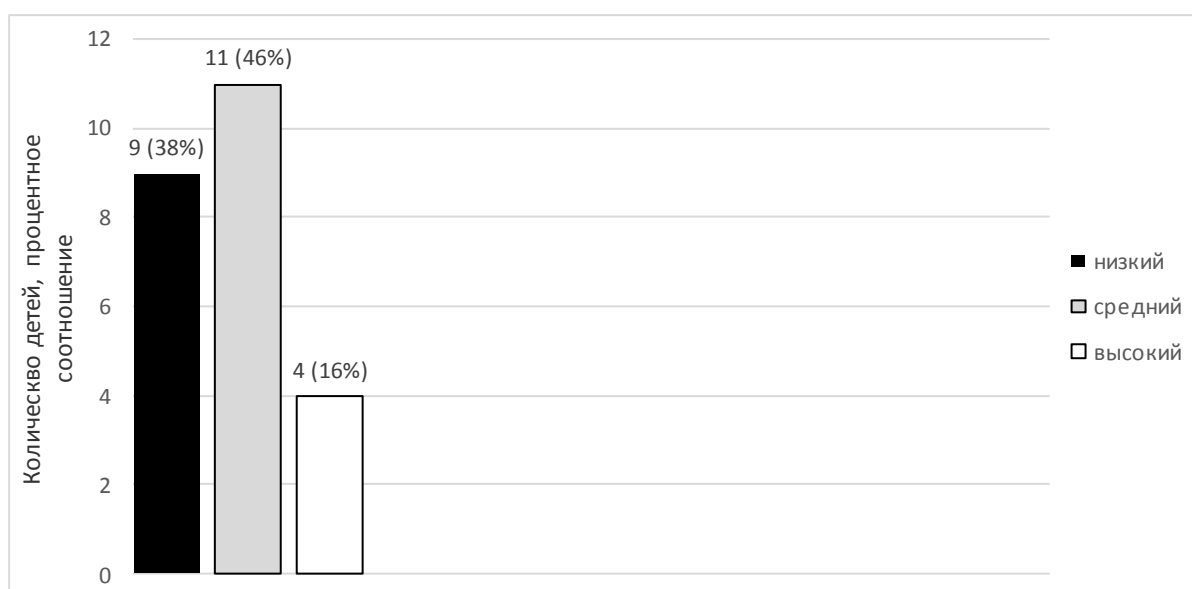 12
10
8
6
4
2
0
Колическво детей, процентное
соотношение
9 (38%)
11 (46%)
4 (16%)
низкий
средний
высокий